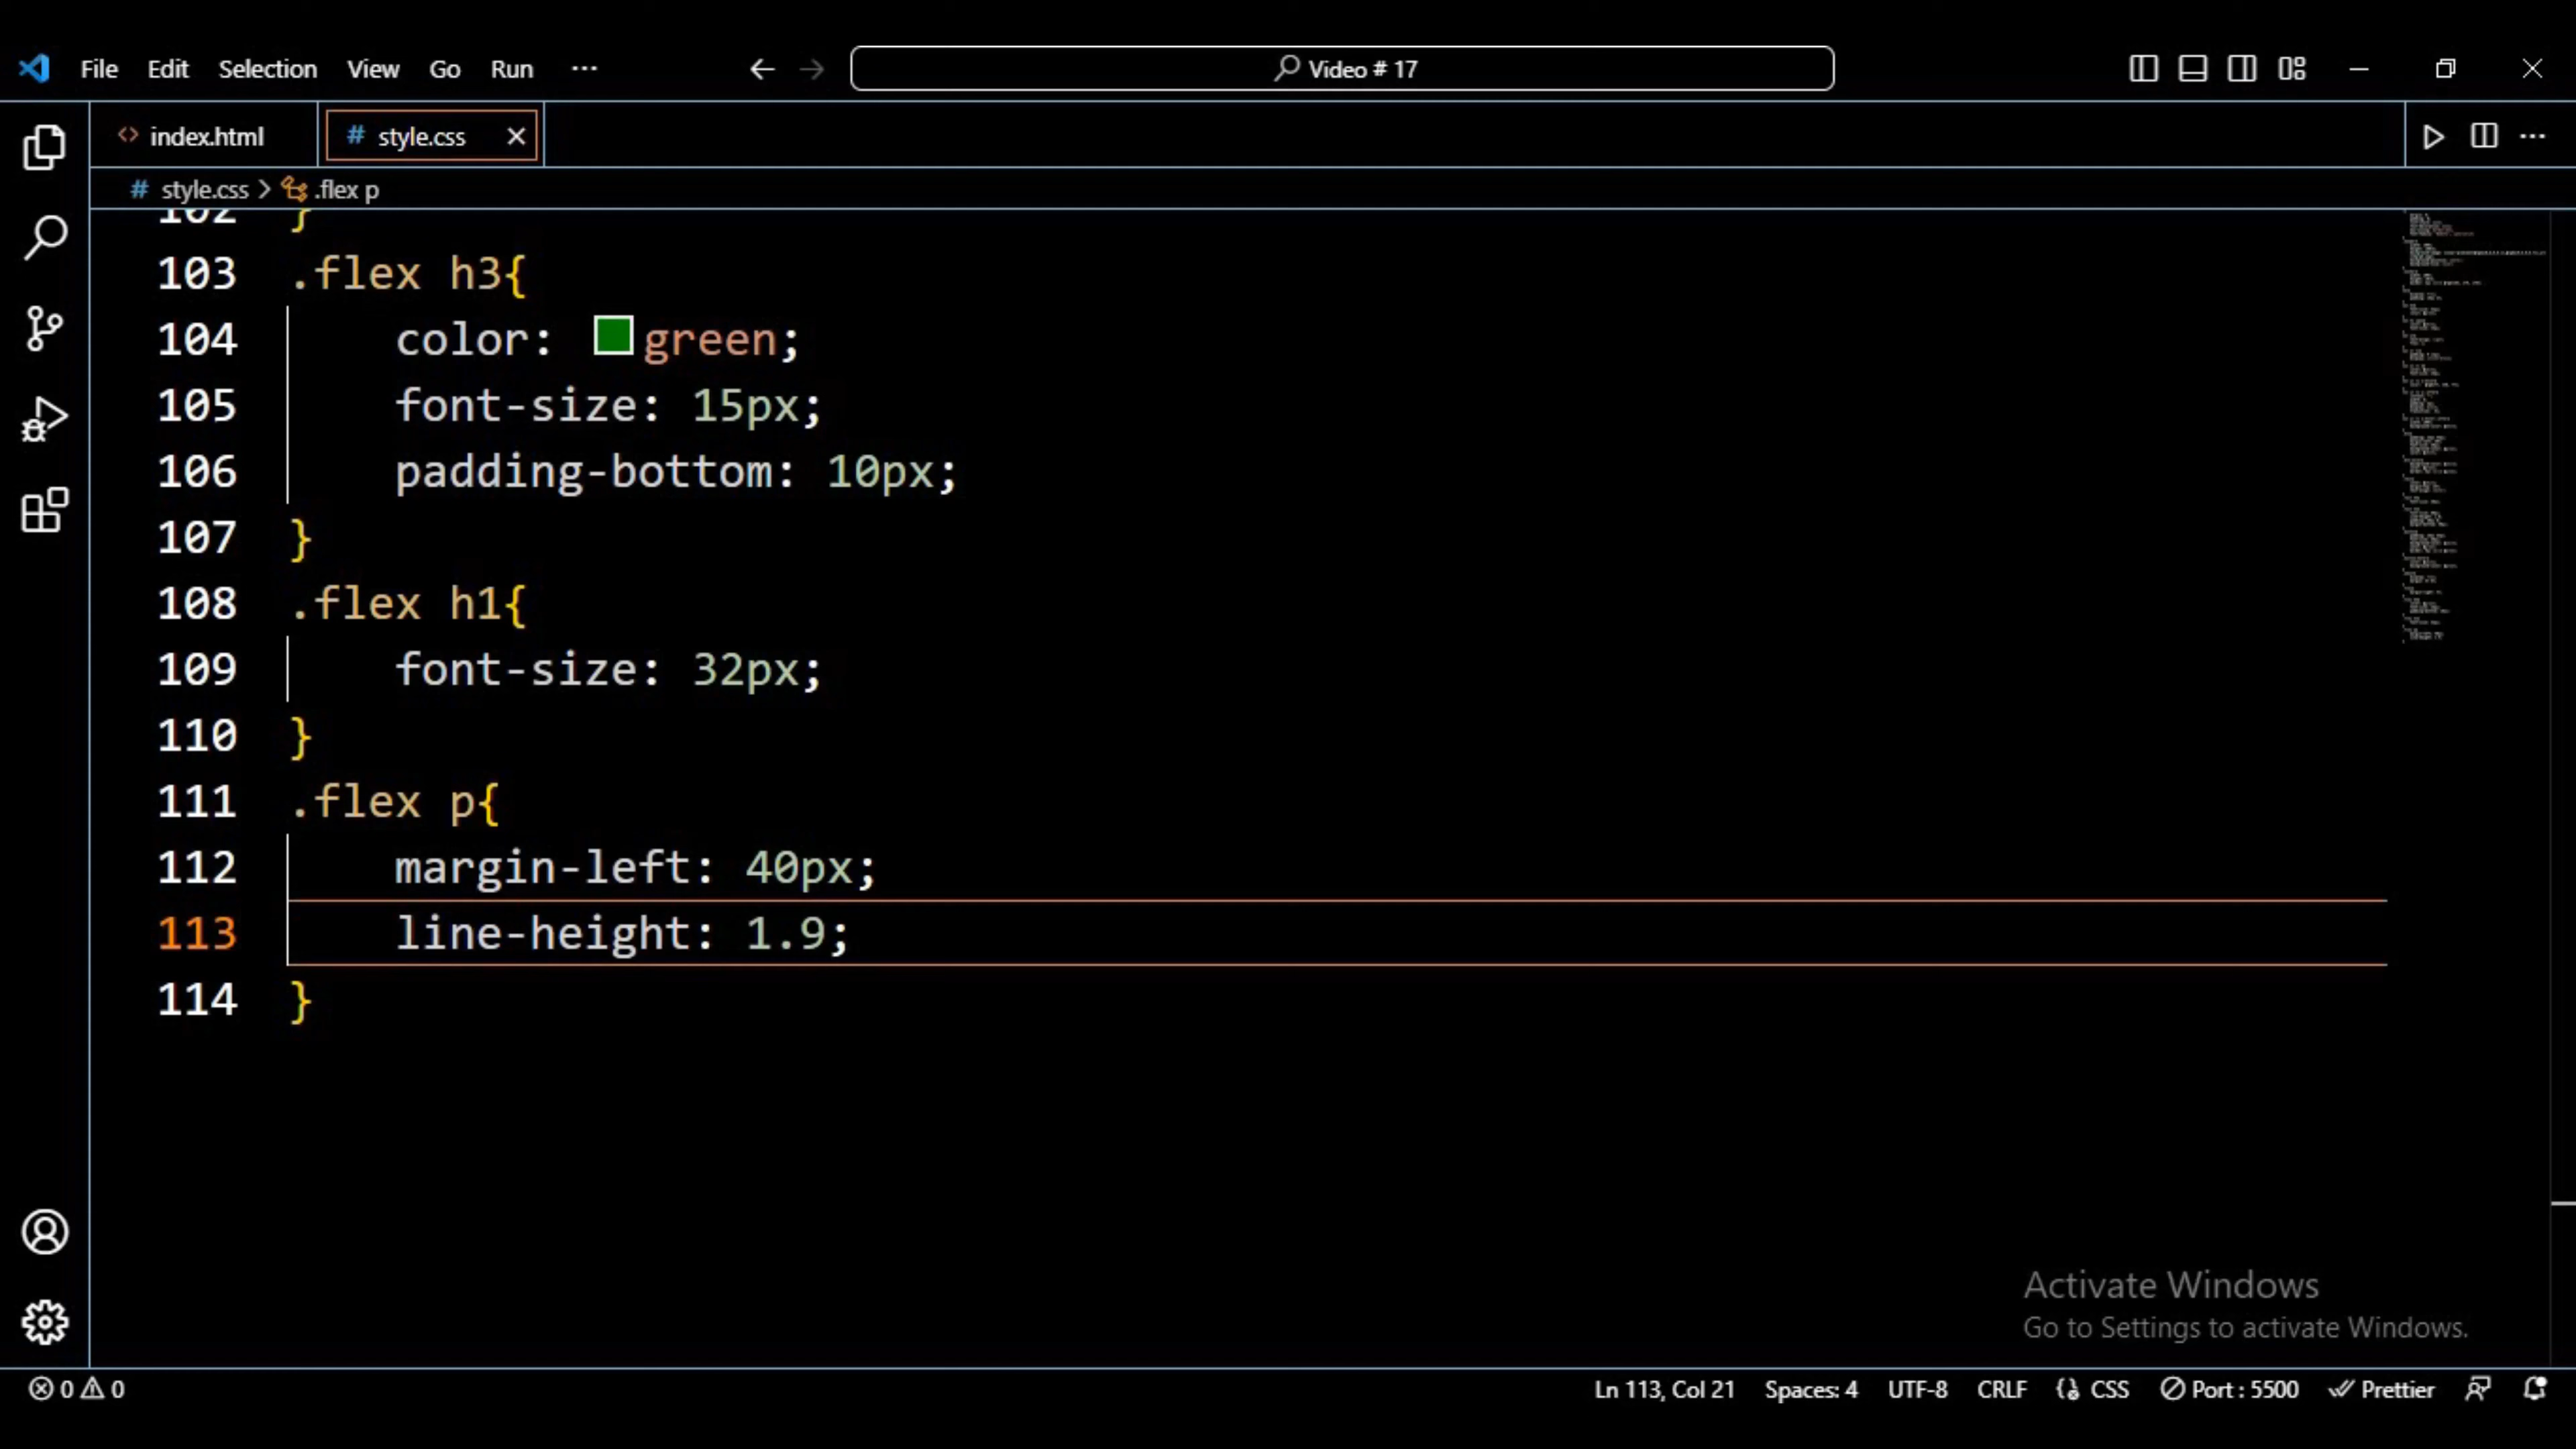 File Edit Selection View Go Run ··· Video # 17
index.html # style.css
# style.css > .flex p
102 }
103 .flex h3{
104 color: green;
105 font-size: 15px;
106 padding-bottom: 10px;
107 }
108 .flex h1{
109 font-size: 32px;
110 }
111 .flex p{
112 margin-left: 40px;
113 line-height: 1.9;
114 }
Activate Windows
Go to Settings to activate Windows.
0 0 Ln 113, Col 21 Spaces: 4 UTF-8 CRLF CSS Port : 5500 Prettier